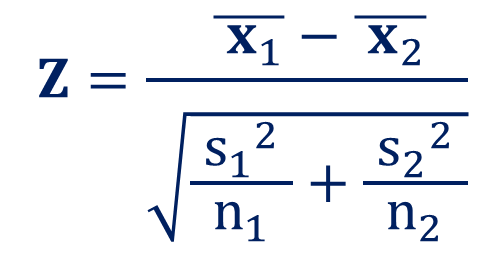 Z = (x̅₁ − x̅₂) / √(s₁²/n₁ + s₂²/n₂)